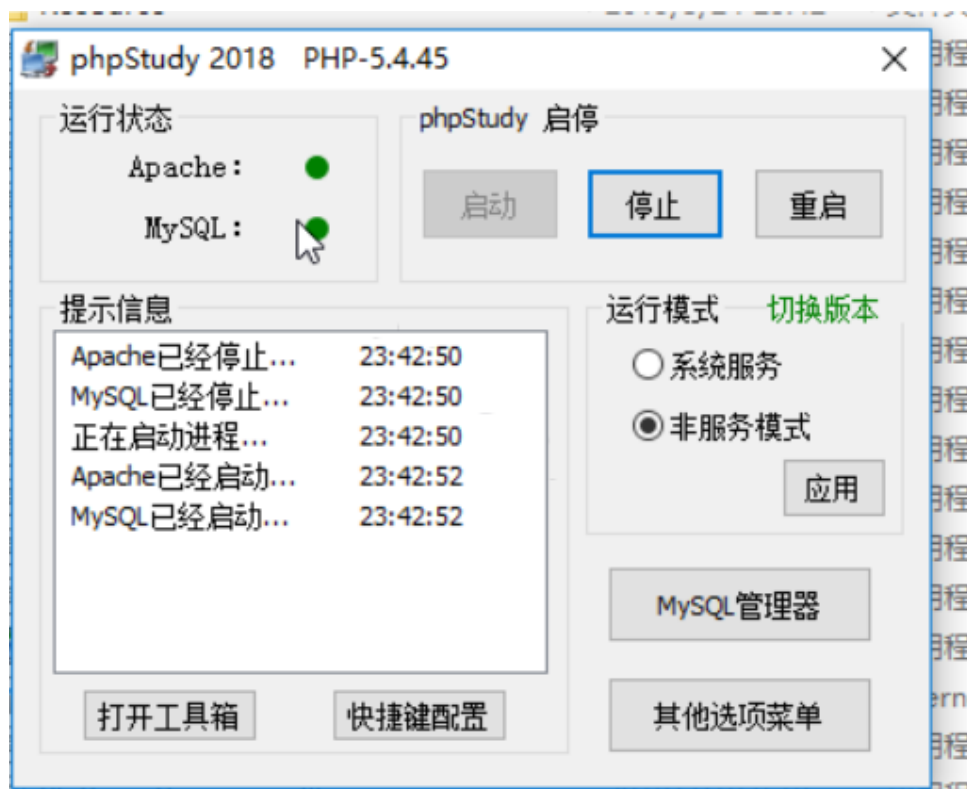 phpStudy 2018 PHP-5.4.45
运行状态
Apache:
MySQL:
phpStudy 启停
启动 停止 重启
提示信息
Apache已经停止... 23:42:50
MySQL已经停止... 23:42:50
正在启动进程... 23:42:50
Apache已经启动... 23:42:52
MySQL已经启动... 23:42:52
打开工具箱 快捷键配置
运行模式 切换版本
系统服务
非服务模式
应用
MySQL管理器
其他选项菜单